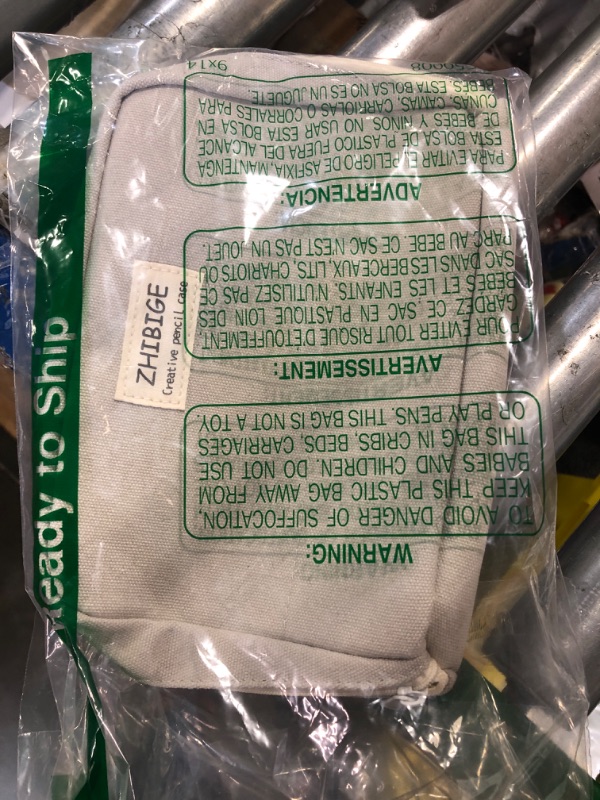 WARNING:
TO AVOID DANGER OF SUFFOCATION,
KEEP THIS PLASTIC BAG AWAY FROM
BABIES AND CHILDREN. DO NOT USE
THIS BAG IN CRIBS, BEDS, CARRIAGES
OR PLAY PENS. THIS BAG IS NOT A TOY.
AVERTISSEMENT:
POUR ÉVITER TOUT RISQUE D'ÉTOUFFEMENT,
GARDEZ CE SAC EN PLASTIQUE LOIN DES
BÉBÉS ET LES ENFANTS. N'UTILISEZ PAS CE
SAC DANS LES BERCEAUX, LITS, CHARIOTS OU
PARC AU BEBE. CE SAC N'EST PAS UN JOUET.
ADVERTENCIA:
PARA EVITAR EL PELIGRO DE ASFIXIA, MANTENGA
ESTA BOLSA DE PLASTICO FUERA DEL ALCANCE
DE BEBES Y NINOS. NO USAR ESTA BOLSA EN
CUNAS, CAMAS, CARRIOLAS O CORRALES PARA
BEBES. ESTA BOLSA NO ES UN JUGUETE
9x14
ZHIBIGE
Creative pencil case
Ready to Ship